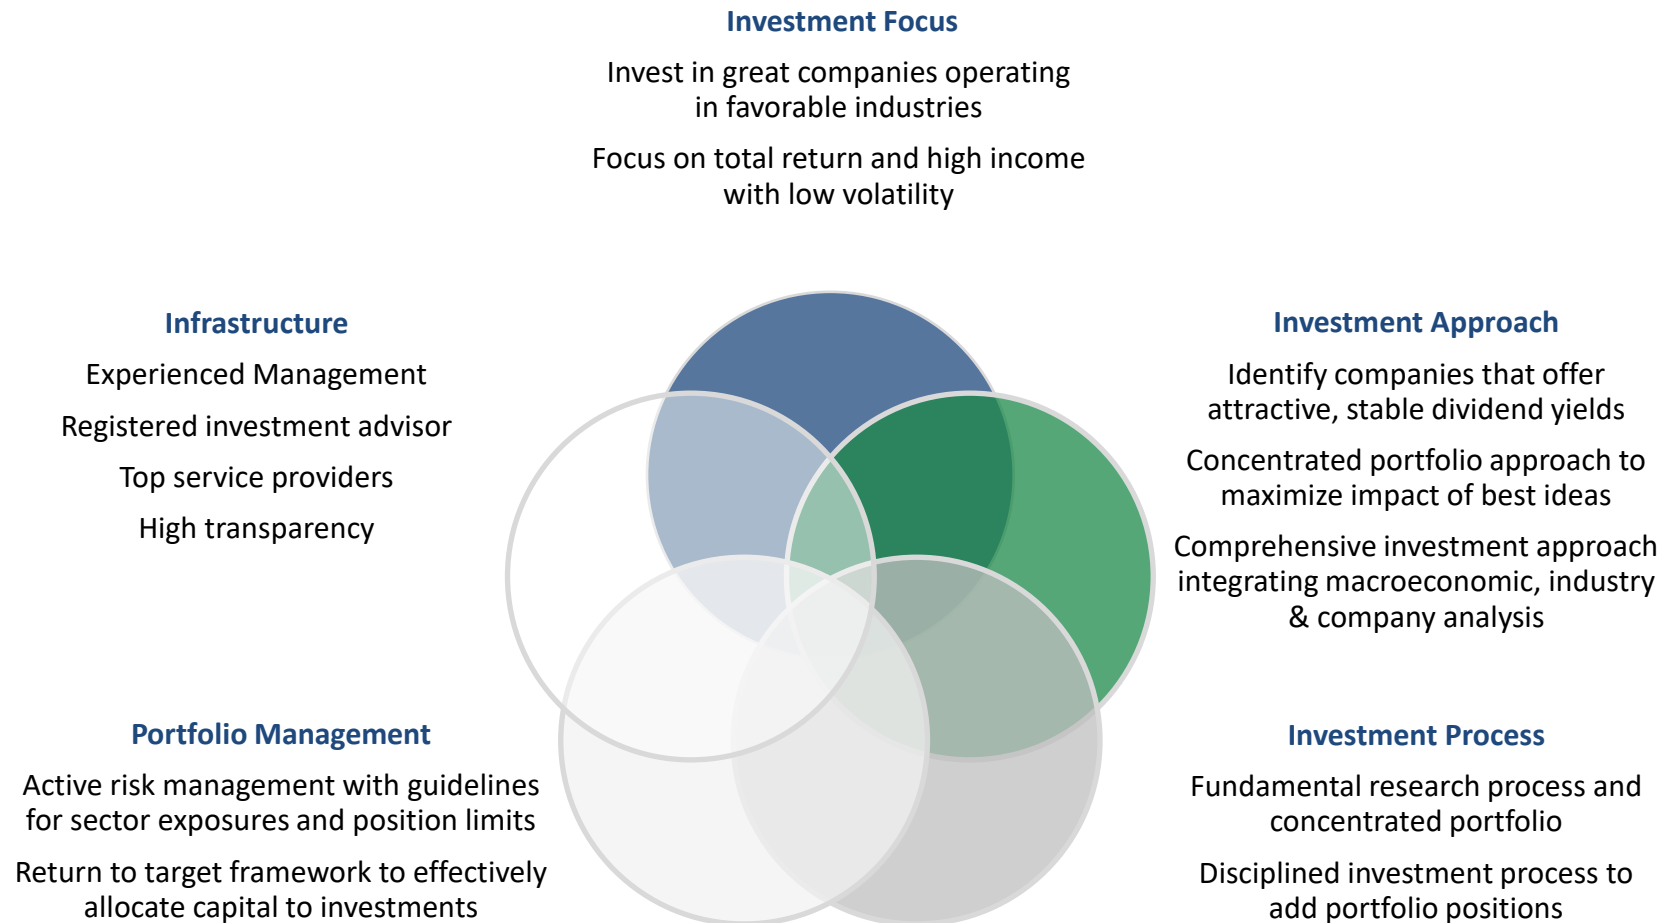 Investment Focus
Invest in great companies operating
in favorable industries
Focus on total return and high income
with low volatility
Infrastructure
Experienced Management
Registered investment advisor
Top service providers
High transparency
Investment Approach
Identify companies that offer
attractive, stable dividend yields
Concentrated portfolio approach to
maximize impact of best ideas
Comprehensive investment approach
integrating macroeconomic, industry
& company analysis
Portfolio Management
Active risk management with guidelines
for sector exposures and position limits
Return to target framework to effectively
allocate capital to investments
Investment Process
Fundamental research process and
concentrated portfolio
Disciplined investment process to
add portfolio positions